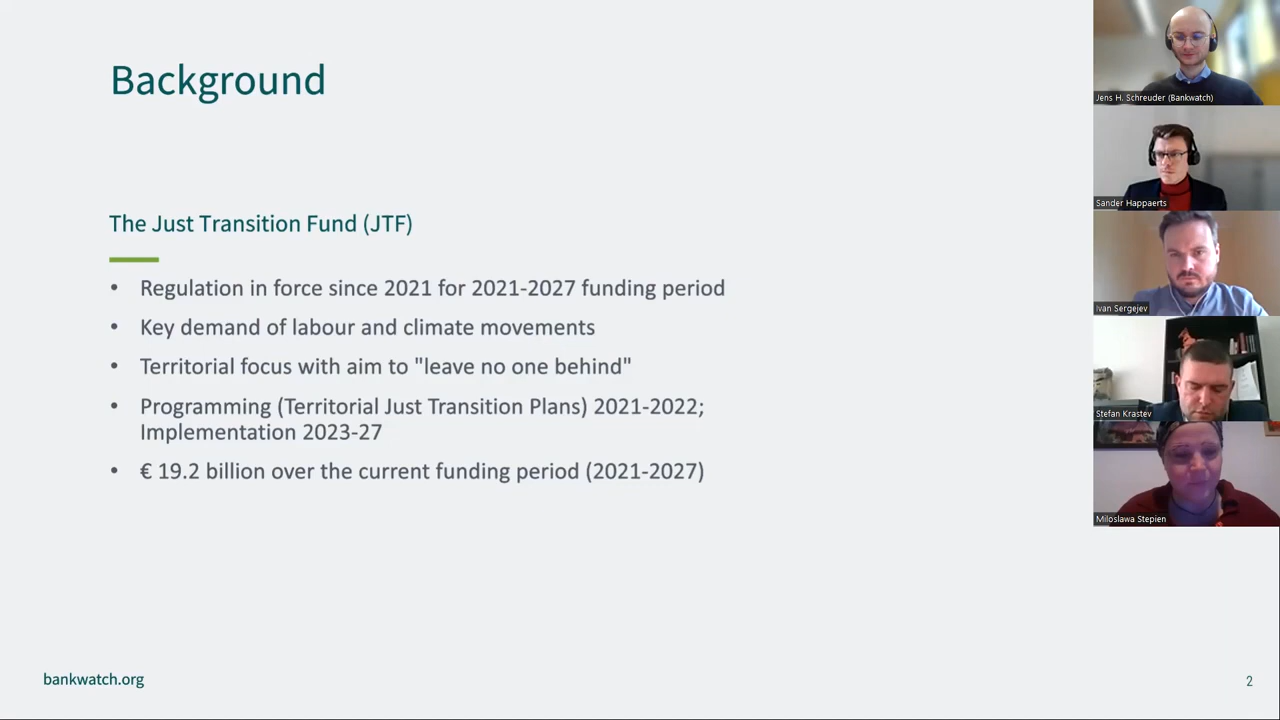 Background
The Just Transition Fund (JTF)
• Regulation in force since 2021 for 2021-2027 funding period
• Key demand of labour and climate movements
• Territorial focus with aim to "leave no one behind"
• Programming (Territorial Just Transition Plans) 2021-2022;
Implementation 2023-27
• € 19.2 billion over the current funding period (2021-2027)
bankwatch.org
2
Jens H. Schreuder (Bankwatch)
Sander Happaerts
Ivan Sergejev
Stefan Krastev
Miloslawa Stepien